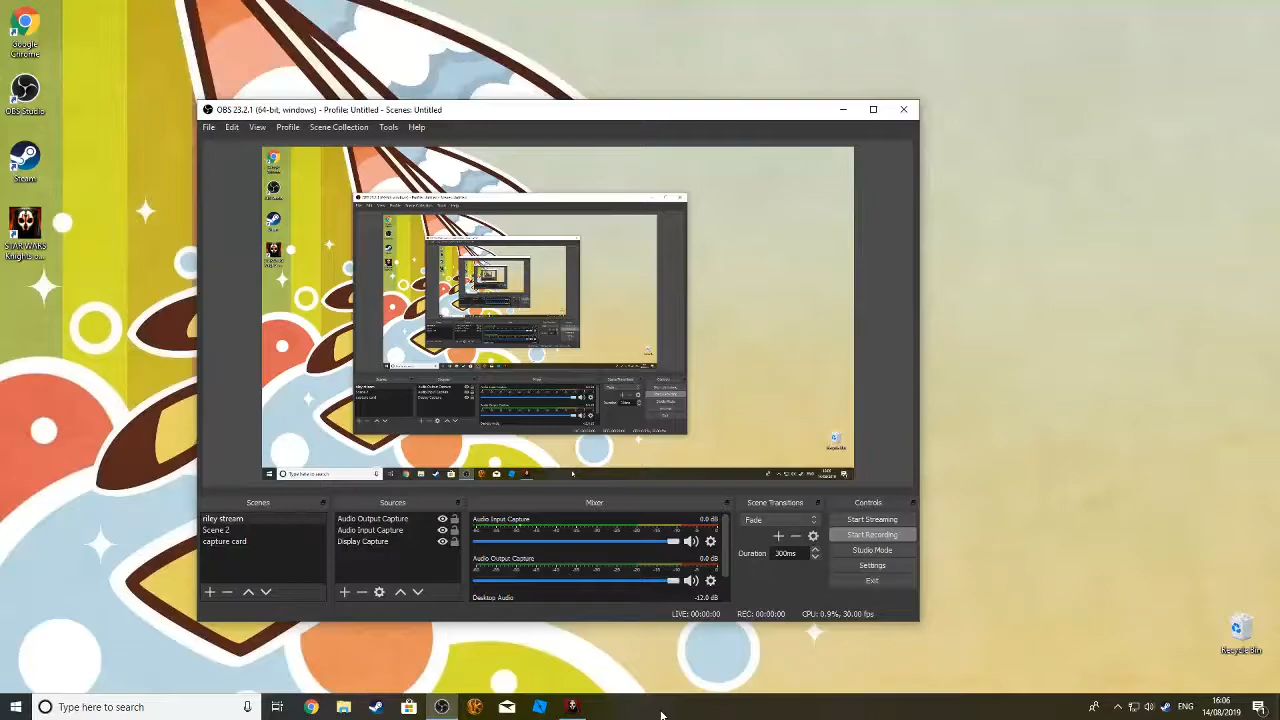 Google
Chrome
OBS Studio
Steam
STAR WARS
Knights o...
OBS 23.2.1 (64-bit, windows) - Profile: Untitled - Scenes: Untitled
File Edit View Profile Scene Collection Tools Help
Scenes
riley stream
Scene 2
capture card
Sources
Audio Output Capture
Audio Input Capture
Display Capture
Mixer
Audio Input Capture 0.0 dB
Audio Output Capture 0.0 dB
Desktop Audio -12.0 dB
Scene Transitions
Fade
Duration 300ms
Controls
Start Streaming
Start Recording
Studio Mode
Settings
Exit
LIVE: 00:00:00 REC: 00:00:00 CPU: 0.9%, 30.00 fps
Recycle Bin
Type here to search
ENG
16:06
14/08/2019